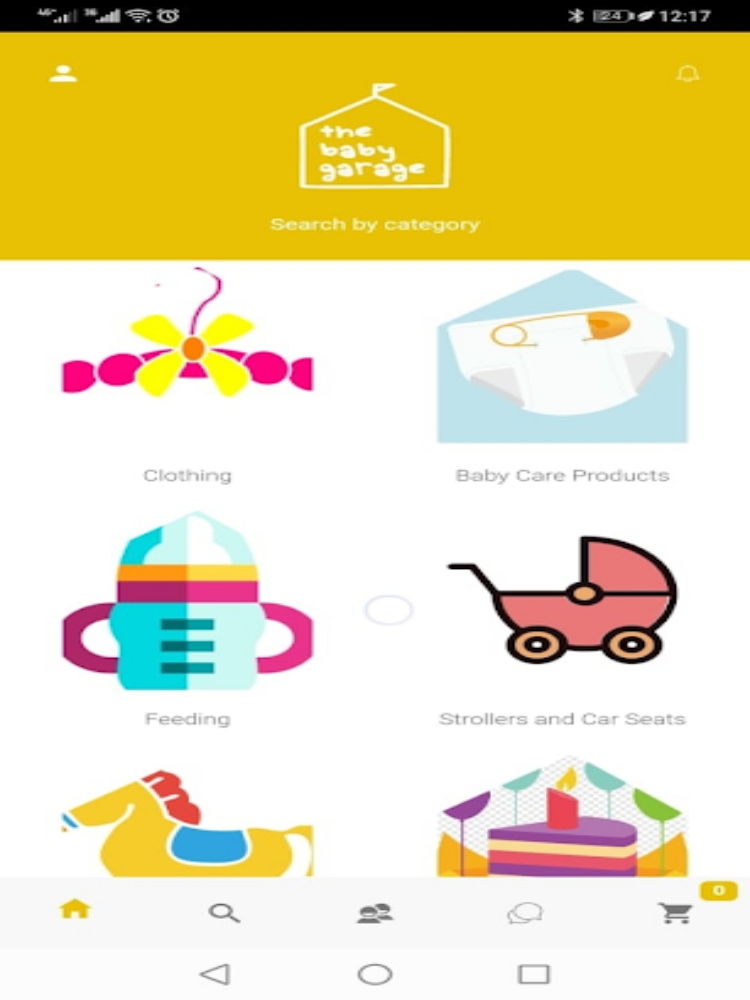 4G+ 3G 24 12:17
the
baby
garage
Search by category
Clothing
Baby Care Products
Feeding
Strollers and Car Seats
0